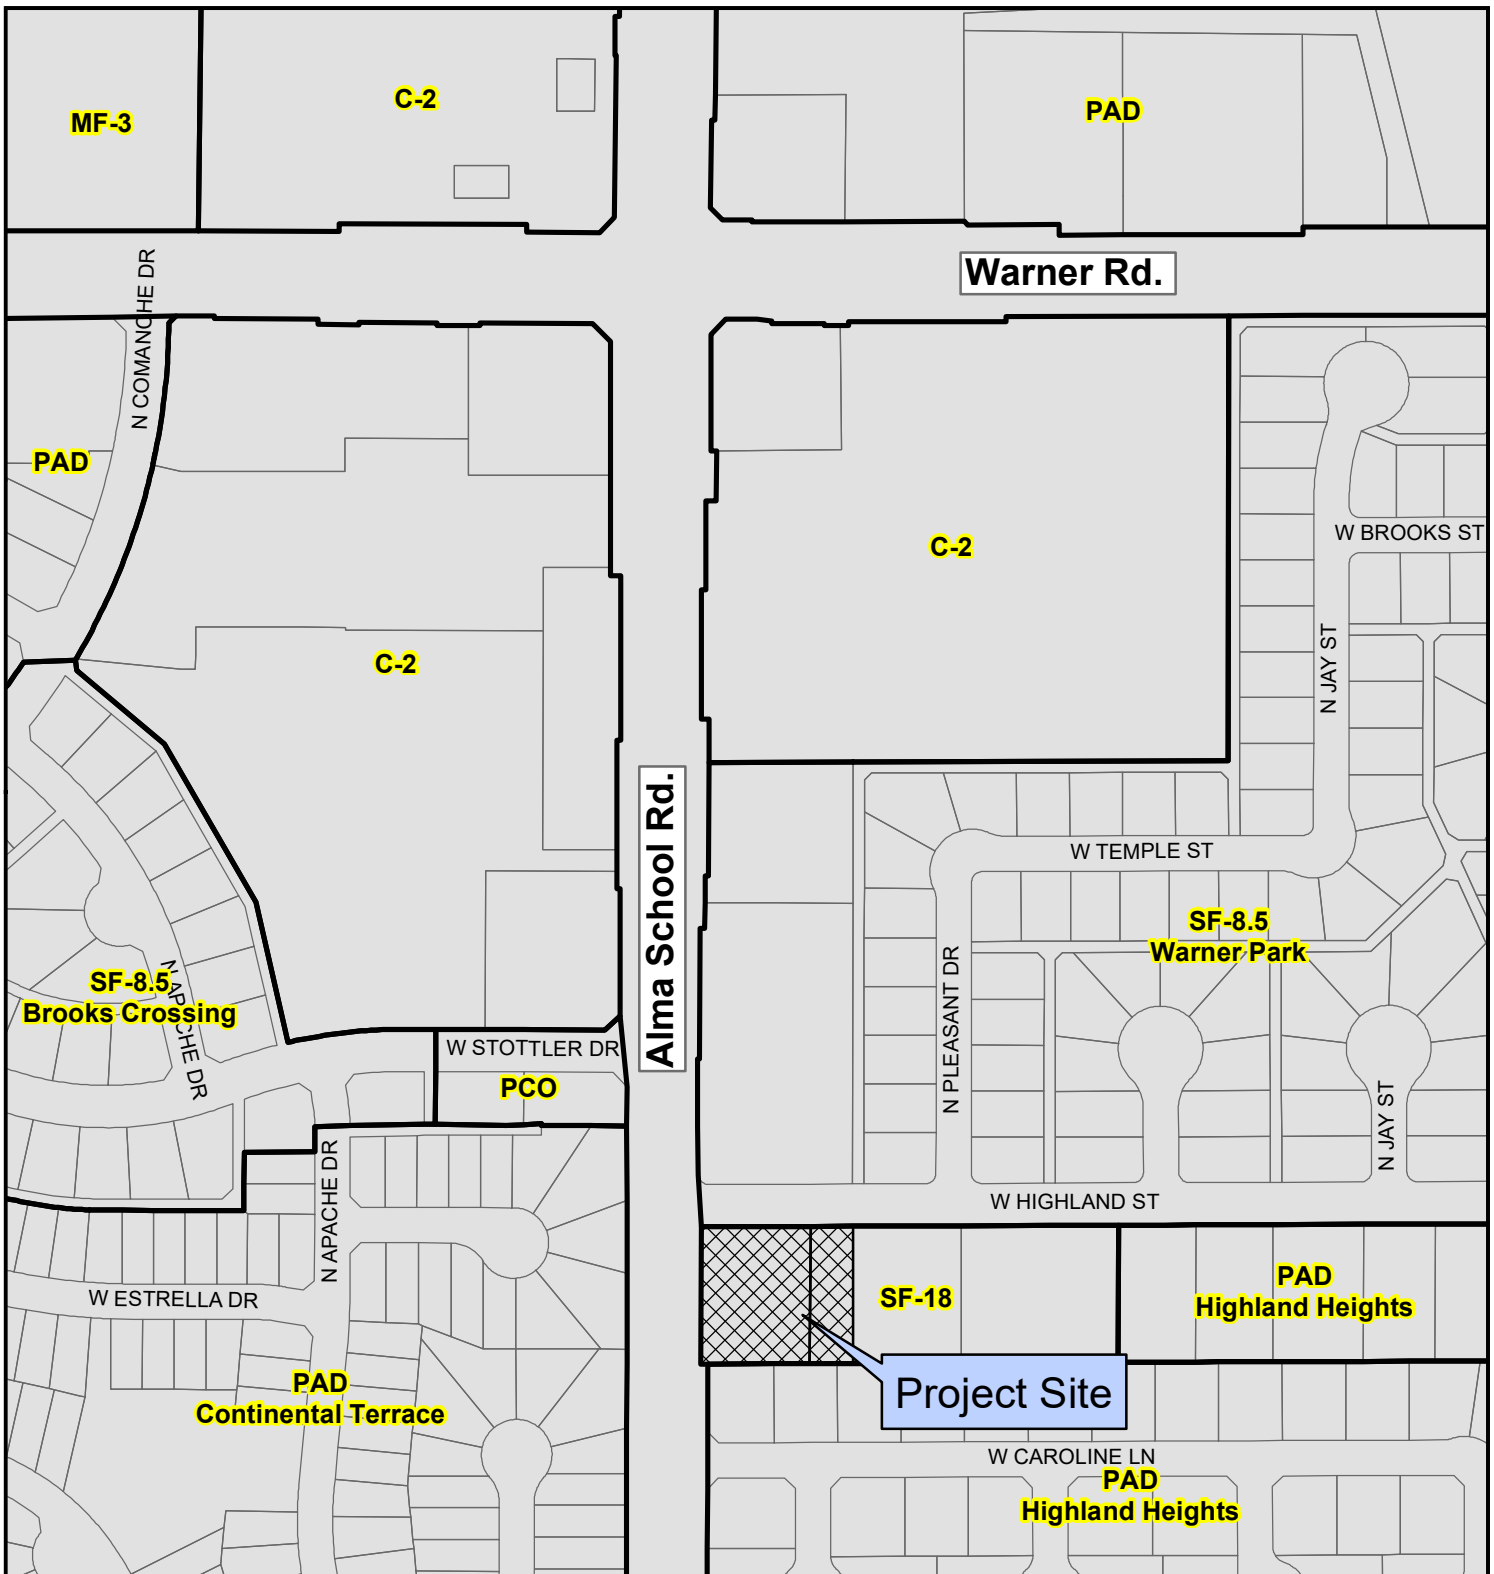 C-2
MF-3
PAD
Warner Rd.
N COMANCHE DR
PAD
W BROOKS ST
C-2
N JAY ST
C-2
Alma School Rd.
W TEMPLE ST
SF-8.5
Warner Park
SF-8.5
Brooks Crossing
N APACHE DR
N PLEASANT DR
W STOTTLER DR
PCO
N JAY ST
N APACHE DR
W HIGHLAND ST
W ESTRELLA DR
SF-18
PAD
Highland Heights
PAD
Continental Terrace
Project Site
W CAROLINE LN
PAD
Highland Heights